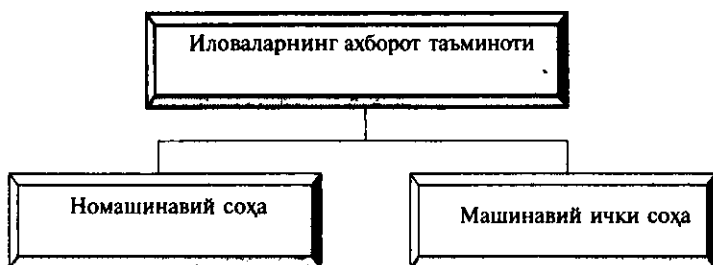 Иловаларнинг ахборот таъминоти
Номашинавий соҳа
Машинавий ички соҳа